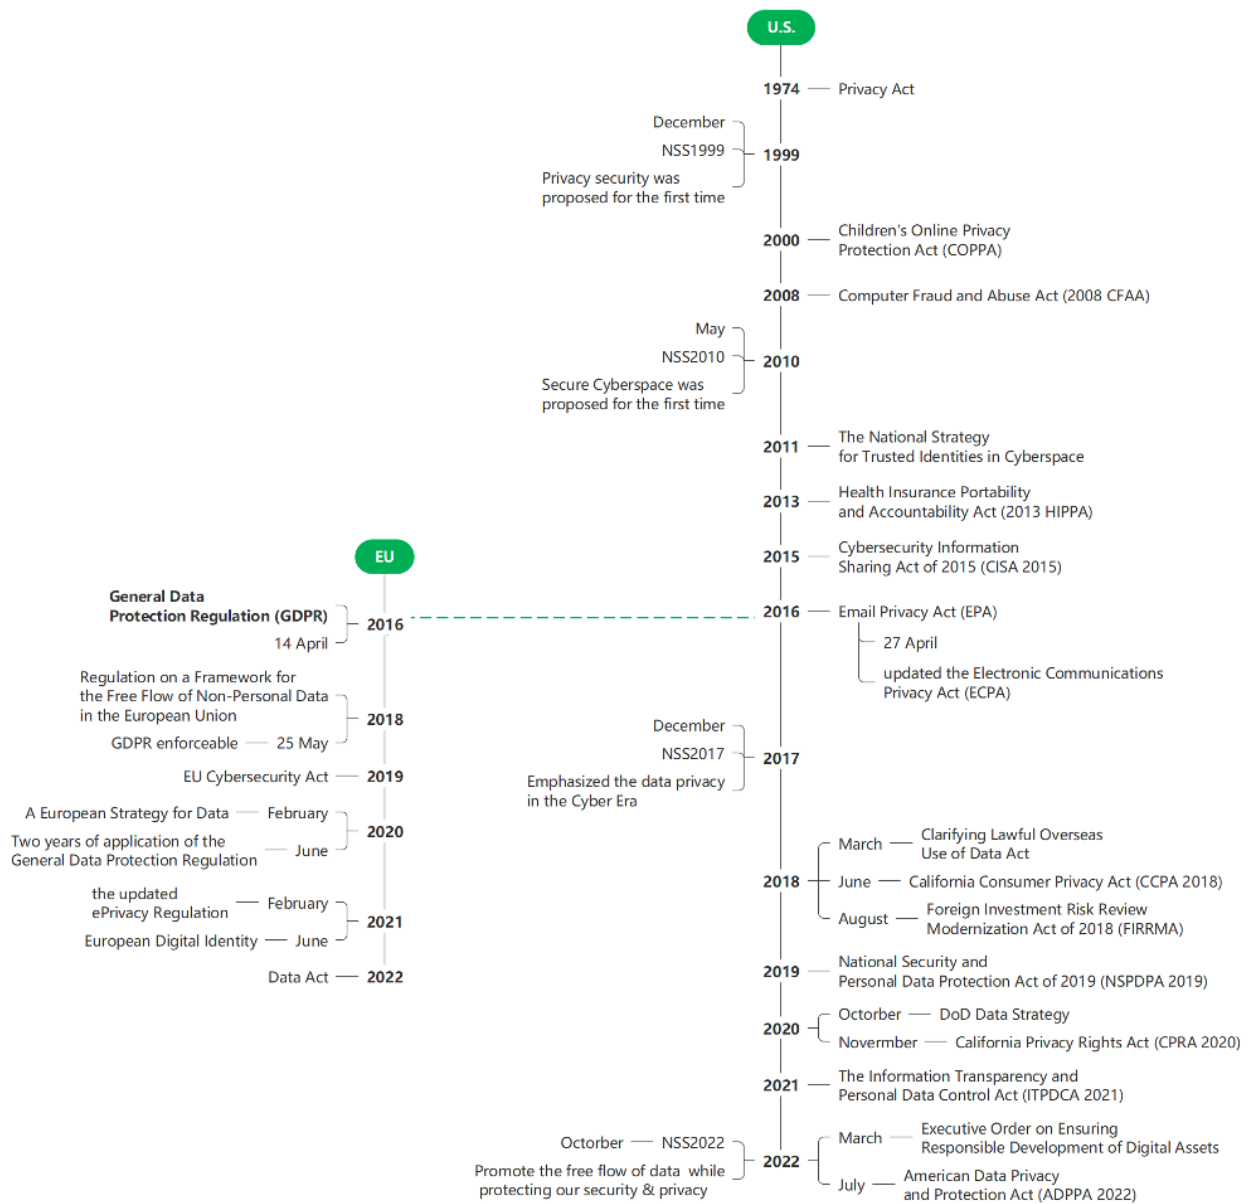 U.S.
1974
Privacy Act
December
NSS1999
Privacy security was
proposed for the first time
1999
2000
Children's Online Privacy
Protection Act (COPPA)
2008
Computer Fraud and Abuse Act (2008 CFAA)
May
NSS2010
Secure Cyberspace was
proposed for the first time
2010
2011
The National Strategy
for Trusted Identities in Cyberspace
2013
Health Insurance Portability
and Accountability Act (2013 HIPPA)
2015
Cybersecurity Information
Sharing Act of 2015 (CISA 2015)
2016
Email Privacy Act (EPA)
27 April
updated the Electronic Communications
Privacy Act (ECPA)
December
NSS2017
Emphasized the data privacy
in the Cyber Era
2017
2018
March
Clarifying Lawful Overseas
Use of Data Act
June
California Consumer Privacy Act (CCPA 2018)
August
Foreign Investment Risk Review
Modernization Act of 2018 (FIRRMA)
2019
National Security and
Personal Data Protection Act of 2019 (NSPDPA 2019)
2020
Octorber
DoD Data Strategy
Novermber
California Privacy Rights Act (CPRA 2020)
2021
The Information Transparency and
Personal Data Control Act (ITPDCA 2021)
Octorber
NSS2022
Promote the free flow of data while
protecting our security & privacy
2022
March
Executive Order on Ensuring
Responsible Development of Digital Assets
July
American Data Privacy
and Protection Act (ADPPA 2022)
EU
General Data
Protection Regulation (GDPR)
14 April
2016
Regulation on a Framework for
the Free Flow of Non-Personal Data
in the European Union
GDPR enforceable
25 May
2018
EU Cybersecurity Act
2019
A European Strategy for Data
February
Two years of application of the
General Data Protection Regulation
June
2020
the updated
ePrivacy Regulation
February
European Digital Identity
June
2021
Data Act
2022